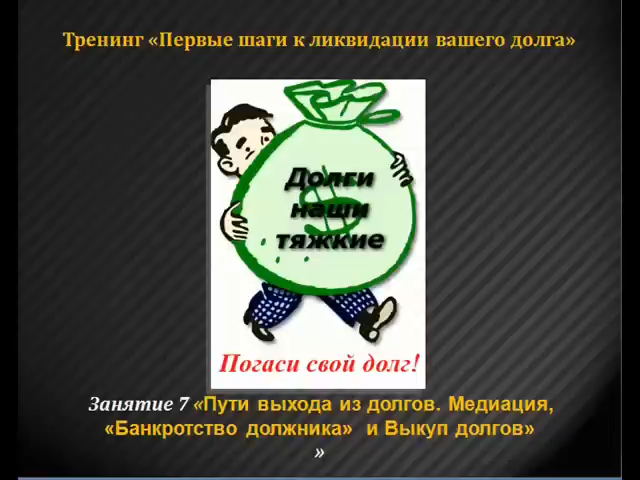 Тренинг «Первые шаги к ликвидации вашего долга»
Долги
наши
тяжкие
Погаси свой долг!
Занятие 7 «Пути выхода из долгов. Медиация,
«Банкротство должника» и Выкуп долгов»
»